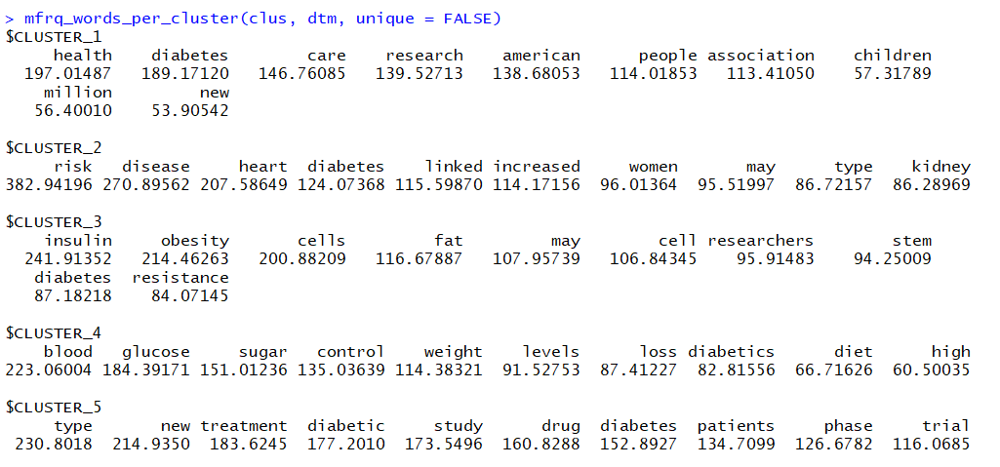 > mfrq_words_per_cluster(clus, dtm, unique = FALSE)
$CLUSTER_1
health diabetes care research american people association children
197.01487 189.17120 146.76085 139.52713 138.68053 114.01853 113.41050 57.31789
million new
56.40010 53.90542
$CLUSTER_2
risk disease heart diabetes linked increased women may type kidney
382.94196 270.89562 207.58649 124.07368 115.59870 114.17156 96.01364 95.51997 86.72157 86.28969
$CLUSTER_3
insulin obesity cells fat may cell researchers stem
241.91352 214.46263 200.88209 116.67887 107.95739 106.84345 95.91483 94.25009
diabetes resistance
87.18218 84.07145
$CLUSTER_4
blood glucose sugar control weight levels loss diabetics diet high
223.06004 184.39171 151.01236 135.03639 114.38321 91.52753 87.41227 82.81556 66.71626 60.50035
$CLUSTER_5
type new treatment diabetic study drug diabetes patients phase trial
230.8018 214.9350 183.6245 177.2010 173.5496 160.8288 152.8927 134.7099 126.6782 116.0685